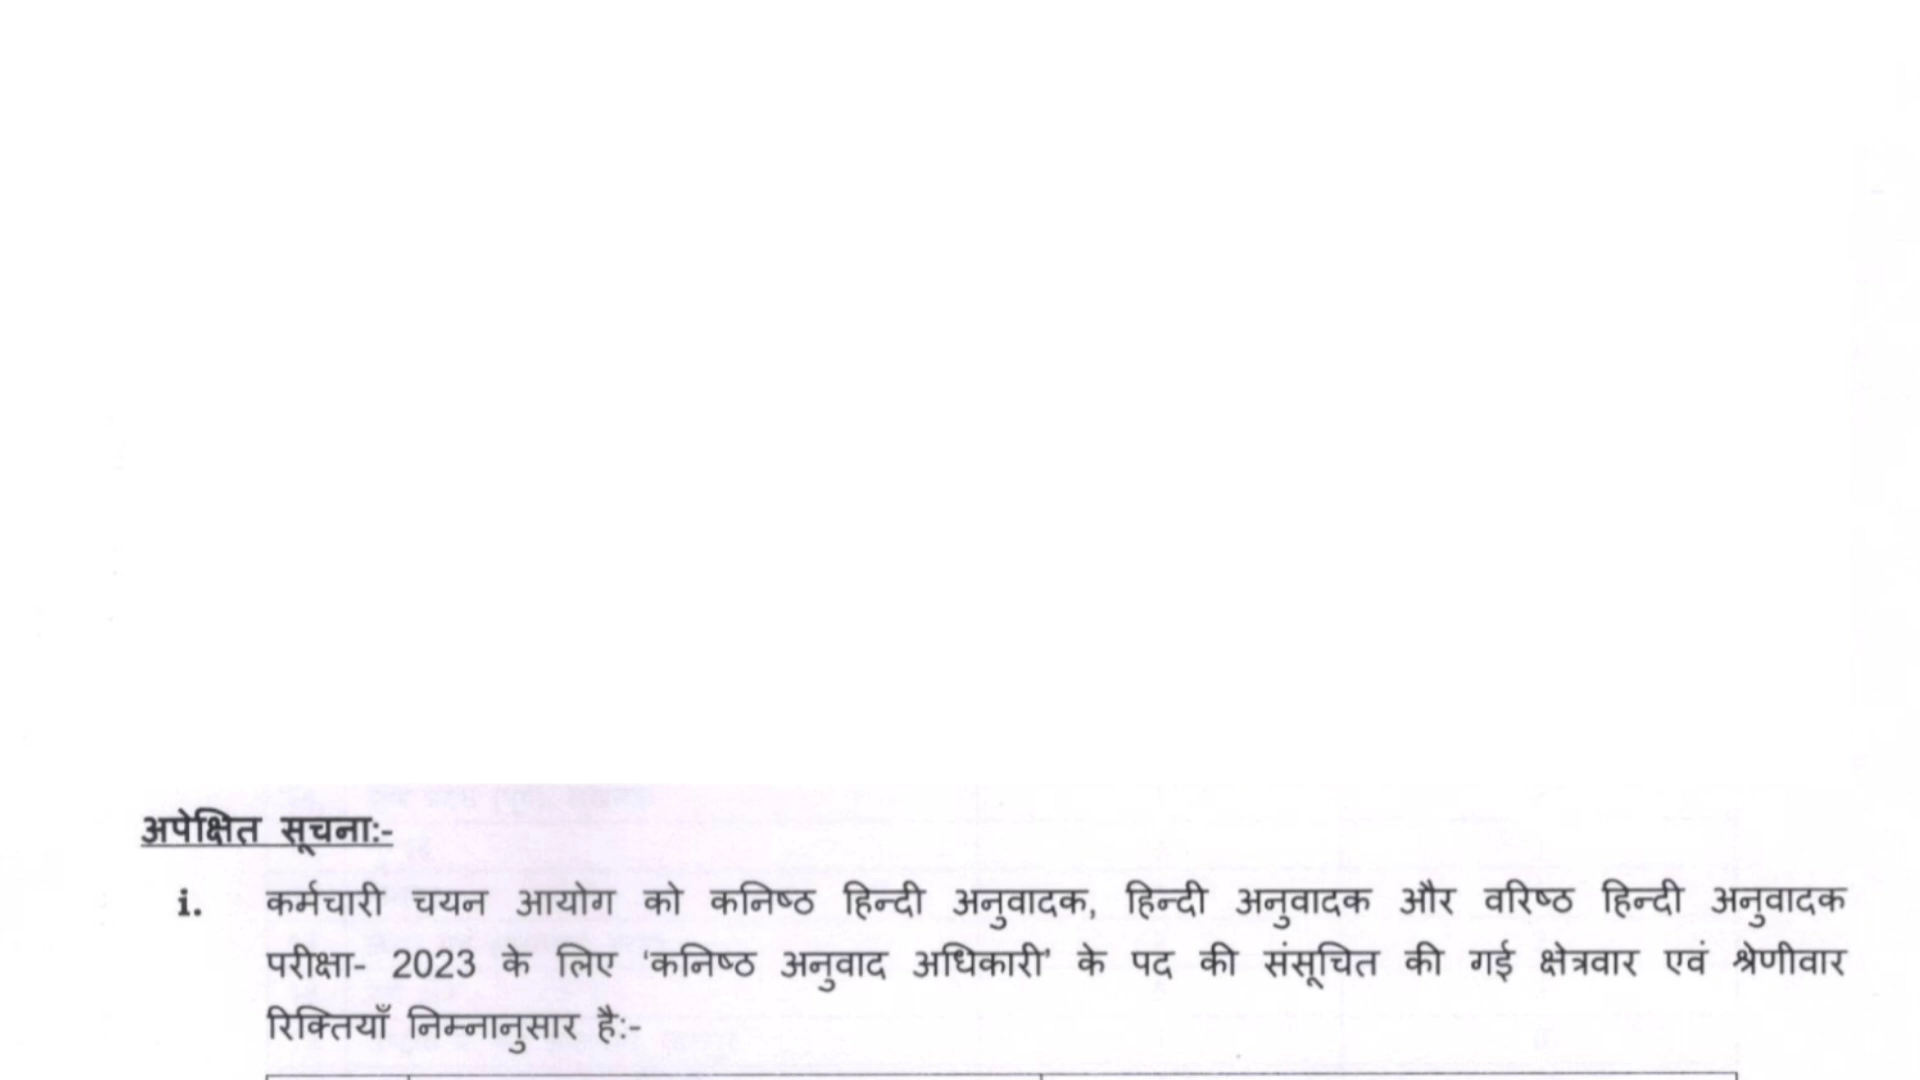 अपेक्षित सूचना:-
i. कर्मचारी चयन आयोग को कनिष्ठ हिन्दी अनुवादक, हिन्दी अनुवादक और वरिष्ठ हिन्दी अनुवादक
परीक्षा- 2023 के लिए 'कनिष्ठ अनुवाद अधिकारी' के पद की संसूचित की गई क्षेत्रवार एवं श्रेणीवार
रिक्तियाँ निम्नानुसार है:-